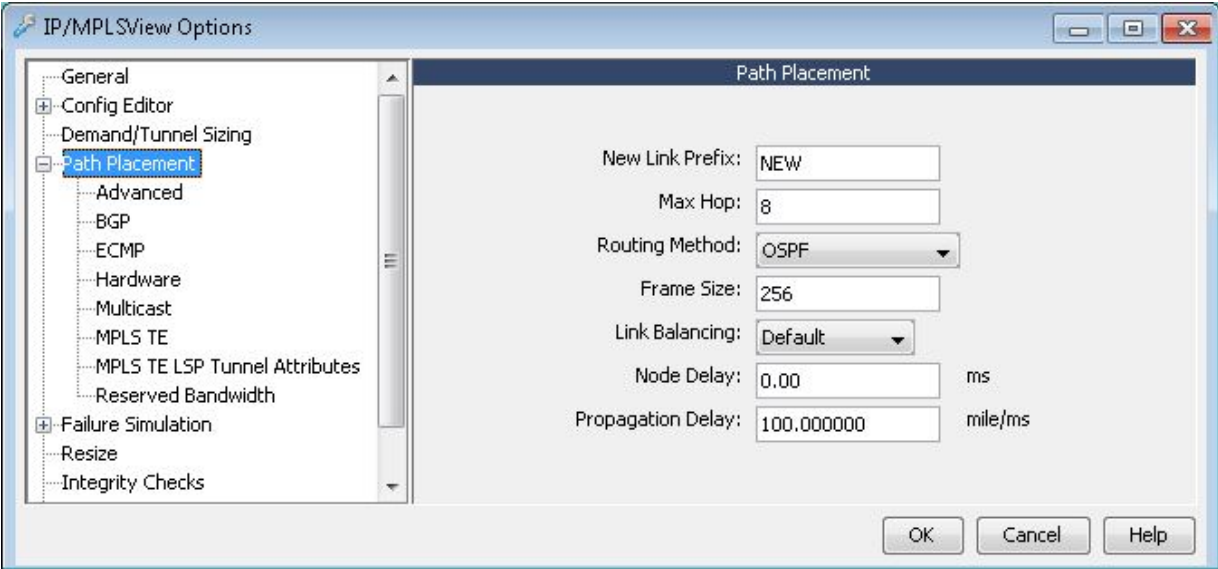 IP/MPLSView Options
General
Config Editor
Demand/Tunnel Sizing
Path Placement
Advanced
BGP
ECMP
Hardware
Multicast
MPLS TE
MPLS TE LSP Tunnel Attributes
Reserved Bandwidth
Failure Simulation
Resize
Integrity Checks
Path Placement
New Link Prefix: NEW
Max Hop: 8
Routing Method: OSPF
Frame Size: 256
Link Balancing: Default
Node Delay: 0.00 ms
Propagation Delay: 100.000000 mile/ms
OK Cancel Help